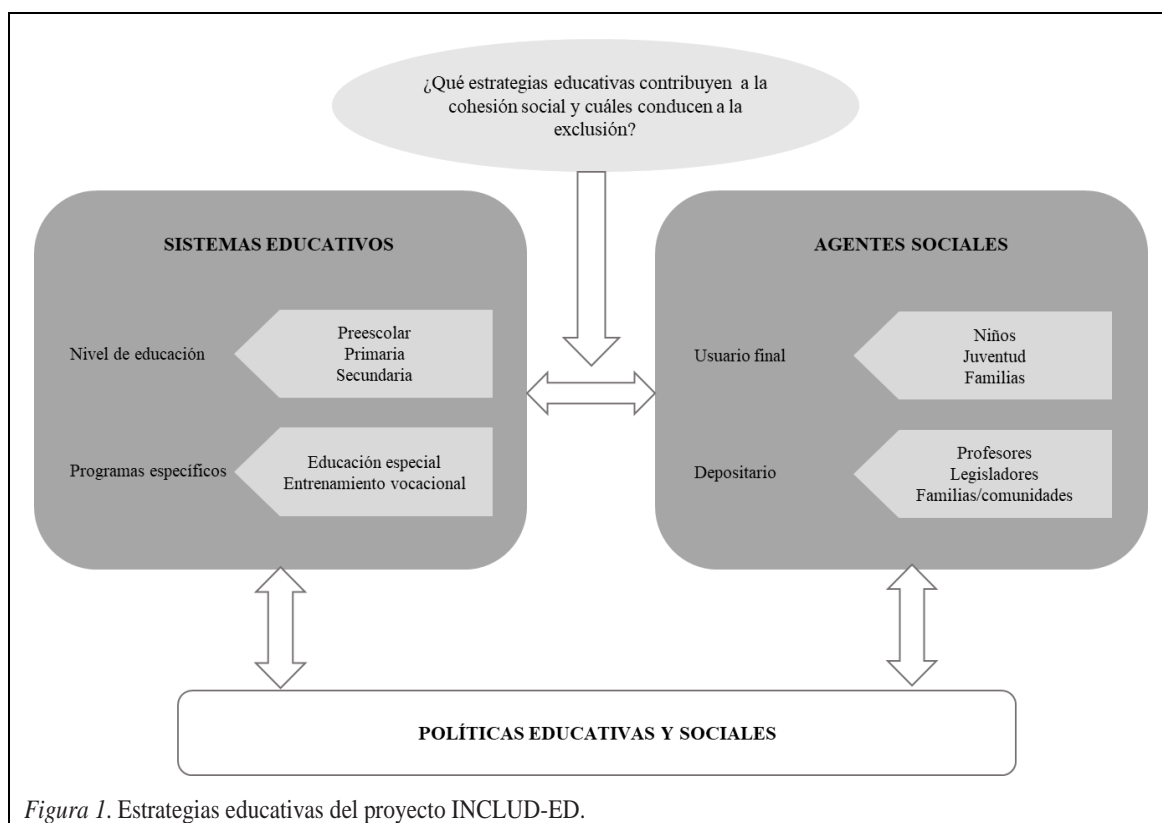 ¿Qué estrategias educativas contribuyen a la
cohesión social y cuáles conducen a la
exclusión?
SISTEMAS EDUCATIVOS
Nivel de educación
Preescolar
Primaria
Secundaria
Programas específicos
Educación especial
Entrenamiento vocacional
AGENTES SOCIALES
Usuario final
Niños
Juventud
Familias
Depositario
Profesores
Legisladores
Familias/comunidades
POLÍTICAS EDUCATIVAS Y SOCIALES
Figura 1. Estrategias educativas del proyecto INCLUD-ED.